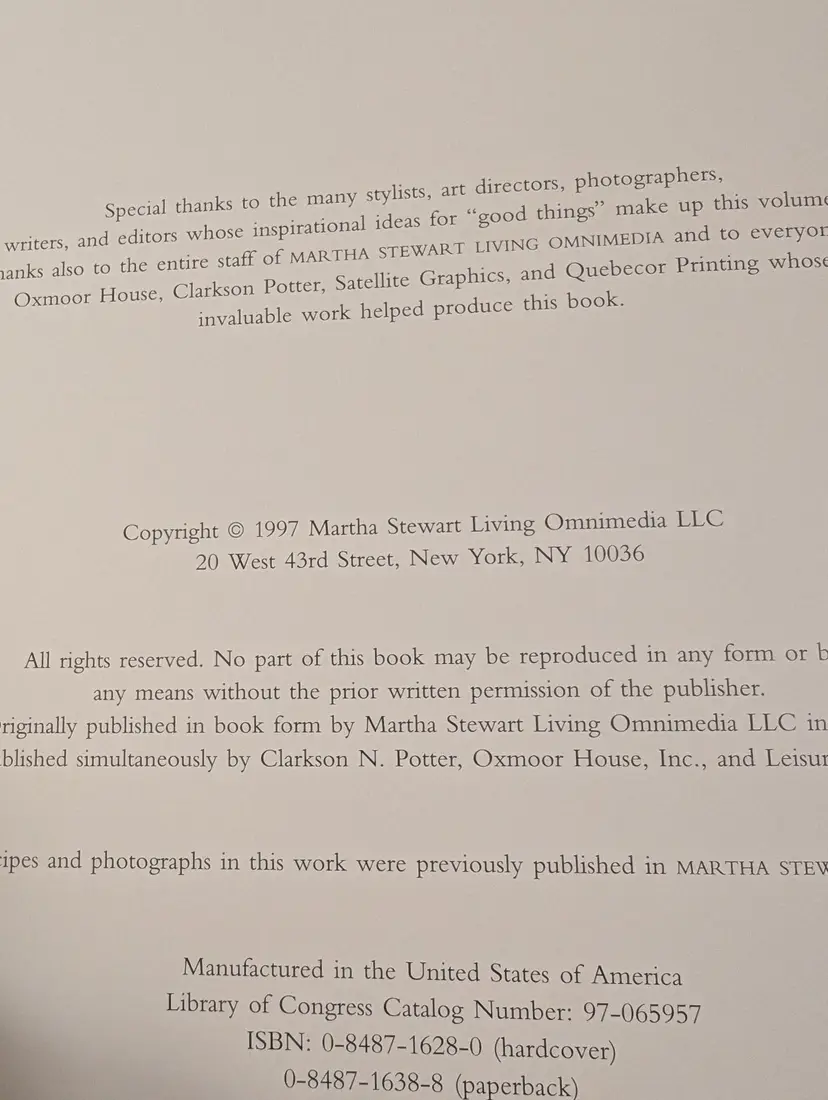 Special thanks to the many stylists, art directors, photographers,
writers, and editors whose inspirational ideas for “good things” make up this volume
hanks also to the entire staff of MARTHA STEWART LIVING OMNIMEDIA and to everyon
Oxmoor House, Clarkson Potter, Satellite Graphics, and Quebecor Printing whose
invaluable work helped produce this book.
Copyright © 1997 Martha Stewart Living Omnimedia LLC
20 West 43rd Street, New York, NY 10036
All rights reserved. No part of this book may be reproduced in any form or b
any means without the prior written permission of the publisher.
riginally published in book form by Martha Stewart Living Omnimedia LLC in
blished simultaneously by Clarkson N. Potter, Oxmoor House, Inc., and Leisur
ipes and photographs in this work were previously published in MARTHA STEW
Manufactured in the United States of America
Library of Congress Catalog Number: 97-065957
ISBN: 0-8487-1628-0 (hardcover)
0-8487-1638-8 (paperback)